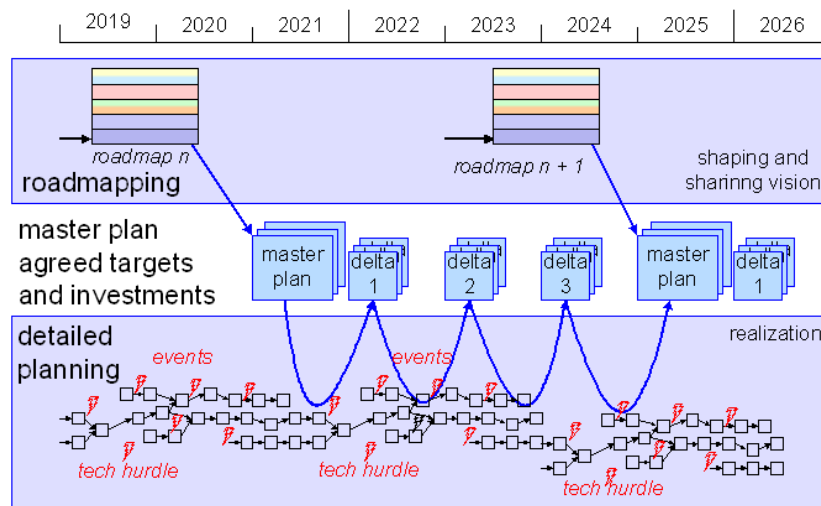 2019 2020 2021 2022 2023 2024 2025 2026
roadmap n
roadmap n + 1
shaping and
sharinng vision
roadmapping
master plan
agreed targets
and investments
master
plan
delta
1
delta
2
delta
3
master
plan
delta
1
detailed
planning
realization
events
events
tech hurdle
tech hurdle
tech hurdle